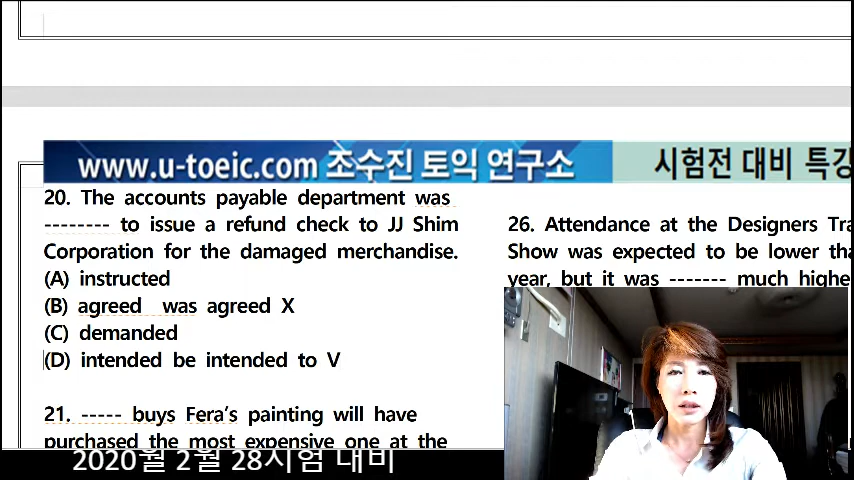 www.u-toeic.com 조수진 토익 연구소
시험전 대비 특강
20. The accounts payable department was
-------- to issue a refund check to JJ Shim
Corporation for the damaged merchandise.
(A) instructed
(B) agreed was agreed X
(C) demanded
(D) intended be intended to V
21. ----- buys Fera's painting will have
purchased the most expensive one at the
26. Attendance at the Designers
Show was expected to be lower
year, but it was ------- much
2020월 2월 28시험 대비